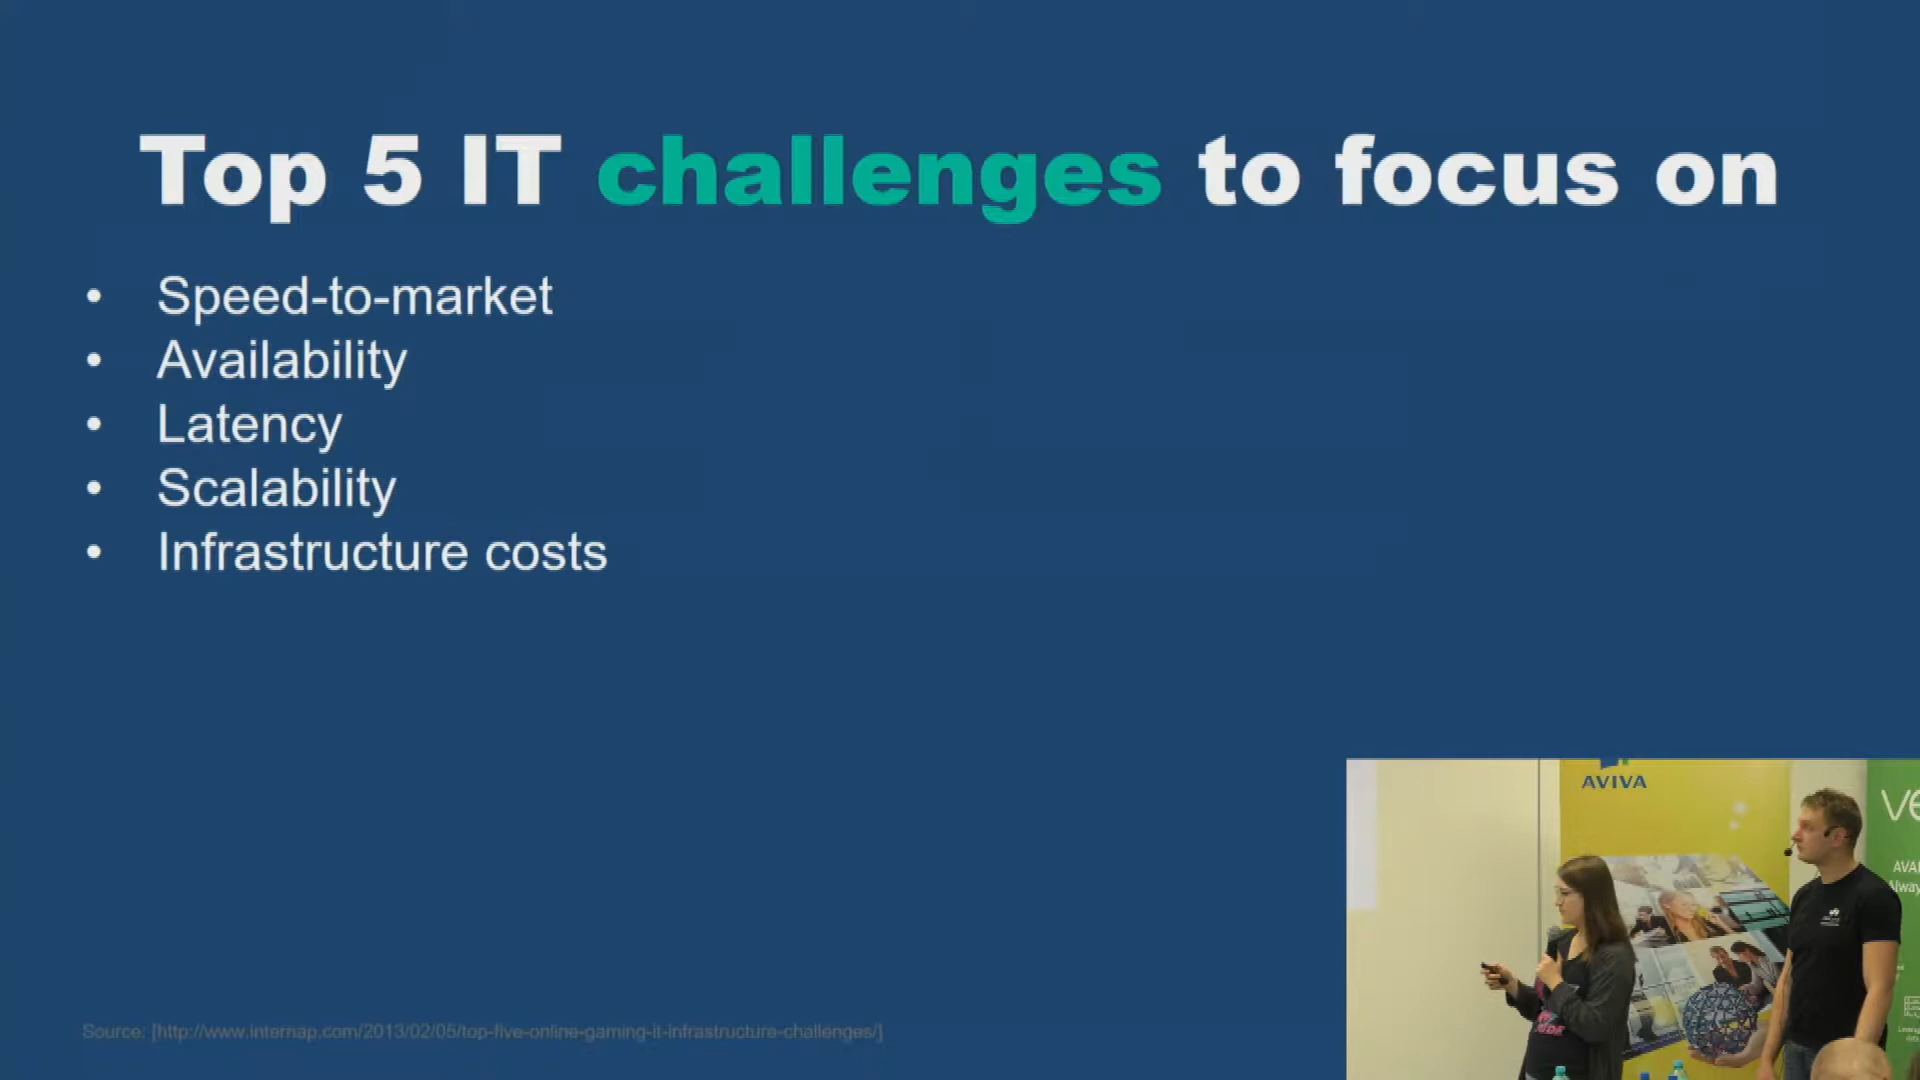 Top 5 IT challenges to focus on
• Speed-to-market
• Availability
• Latency
• Scalability
• Infrastructure costs
Source: [http://www.internap.com/2013/02/05/top-five-online-gaming-it-infrastructure-challenges/]
AVIVA